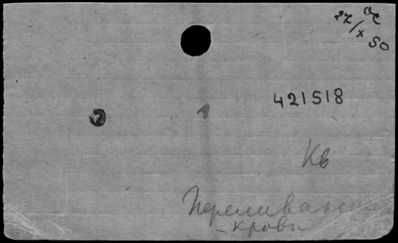 27/X 50
421518
Кв
Переливание
крови